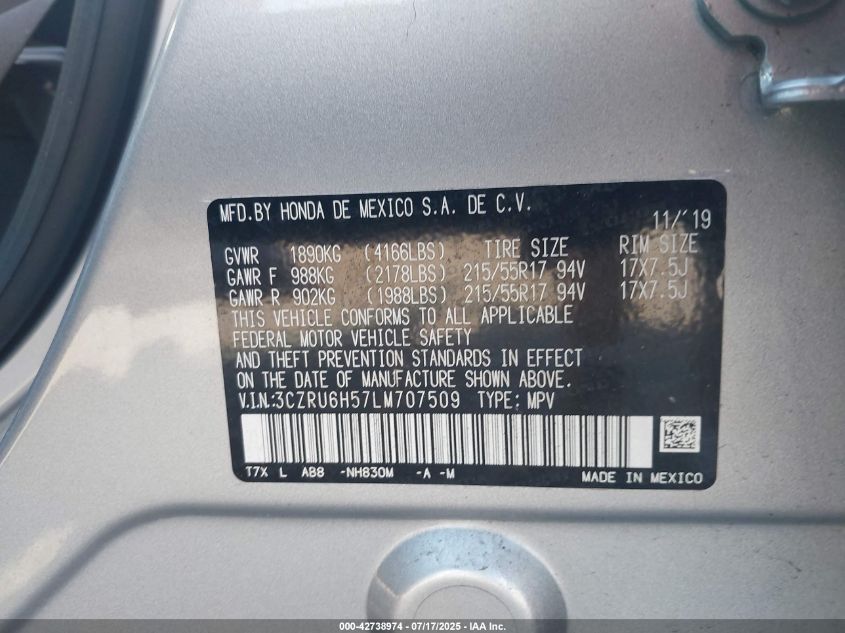 MFD. BY HONDA DE MEXICO S.A. DE C.V.
11/'19
GVWR 1890KG (4166LBS) TIRE SIZE RIM SIZE
GAWR F 988KG (2178LBS) 215/55R17 94V 17X7.5J
GAWR R 902KG (1988LBS) 215/55R17 94V 17X7.5J
THIS VEHICLE CONFORMS TO ALL APPLICABLE
FEDERAL MOTOR VEHICLE SAFETY
AND THEFT PREVENTION STANDARDS IN EFFECT
ON THE DATE OF MANUFACTURE SHOWN ABOVE.
V.I.N:3CZRU6H57LM707509 TYPE: MPV
T7X L AB8 -NH830M -A -M
MADE IN MEXICO
000-42738974 / 07/17/2025 - IAA Inc.